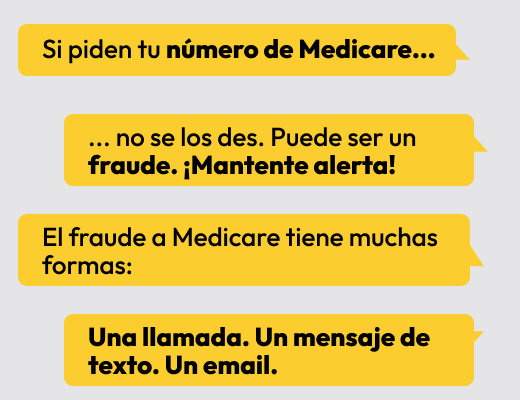 Si piden tu número de Medicare...
... no se los des. Puede ser un
fraude. ¡Mantente alerta!
El fraude a Medicare tiene muchas
formas:
Una llamada. Un mensaje de
texto. Un email.